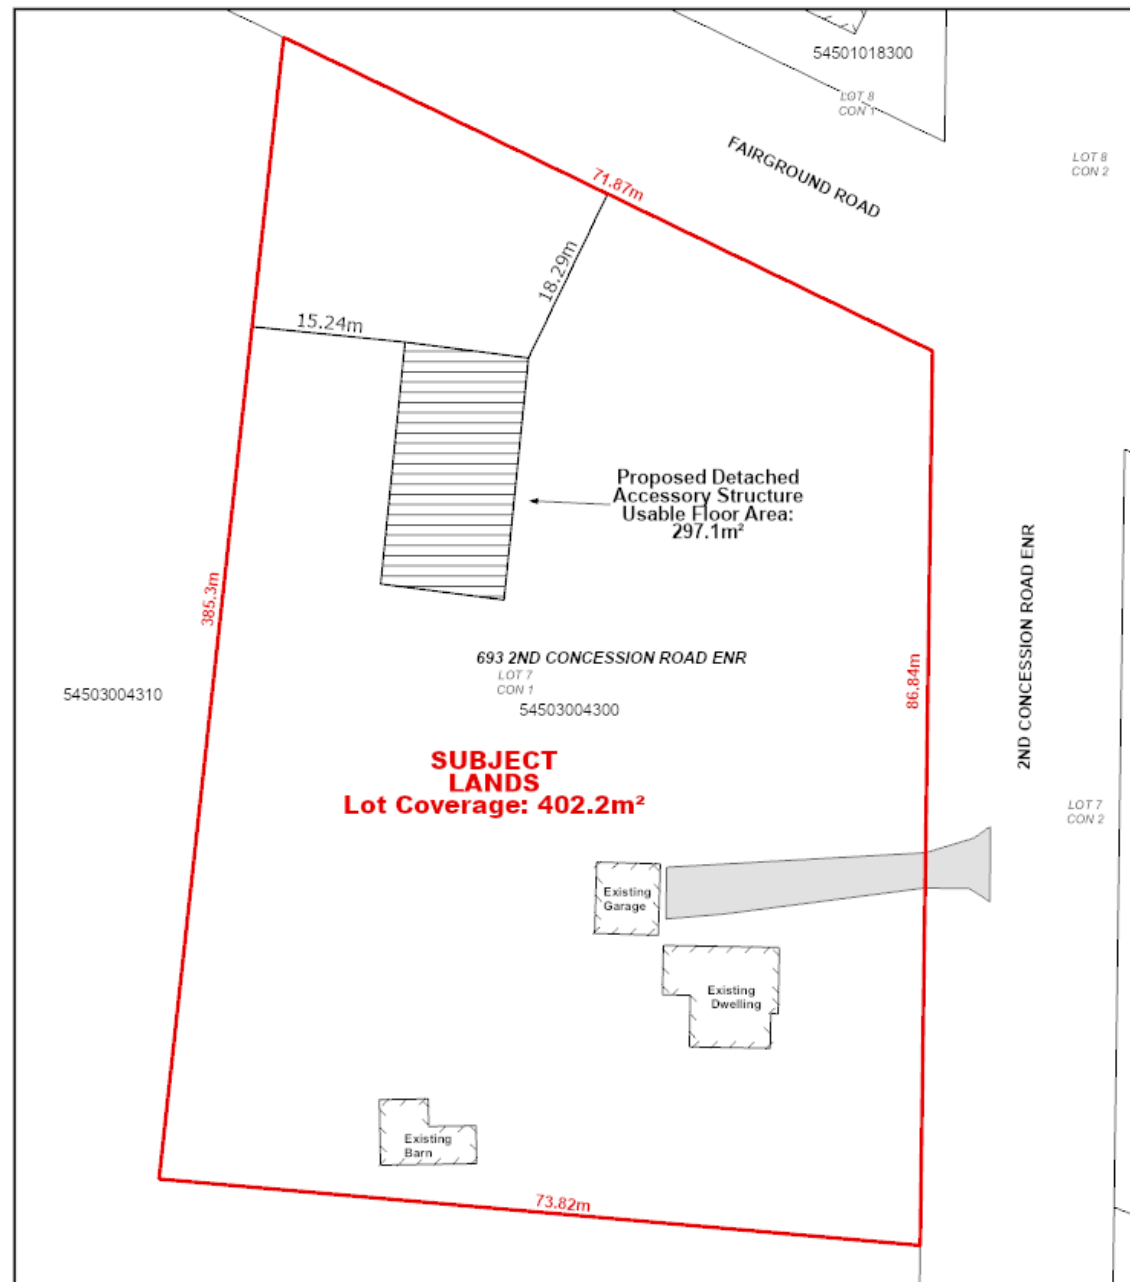 54501018300
LOT 8
CON 1
FAIRGROUND ROAD
LOT 8
CON 2
71.87m
18.29m
15.24m
Proposed Detached
Accessory Structure
Usable Floor Area:
297.1m²
385.3m
2ND CONCESSION ROAD ENR
693 2ND CONCESSION ROAD ENR
LOT 7
CON 1
54503004300
54503004310
86.84m
SUBJECT
LANDS
Lot Coverage: 402.2m²
LOT 7
CON 2
Existing
Garage
Existing
Dwelling
Existing
Barn
73.82m